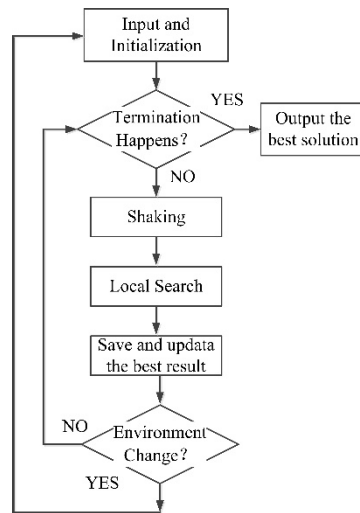 Input and
Initialization
Termination
Happens?
YES
Output the
best solution
NO
Shaking
Local Search
Save and updata
the best result
NO
Environment
Change?
YES